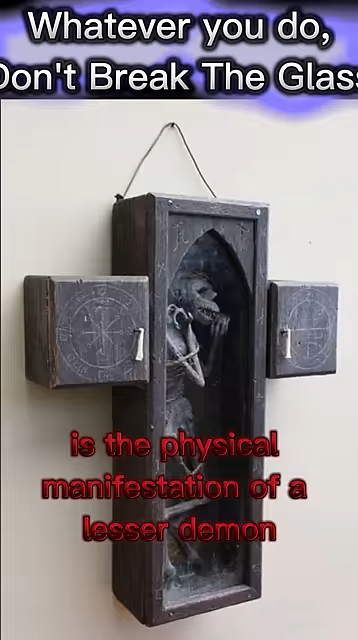 Whatever you do,
Don't Break The Glass
is the physical
manifestation of a
lesser demon